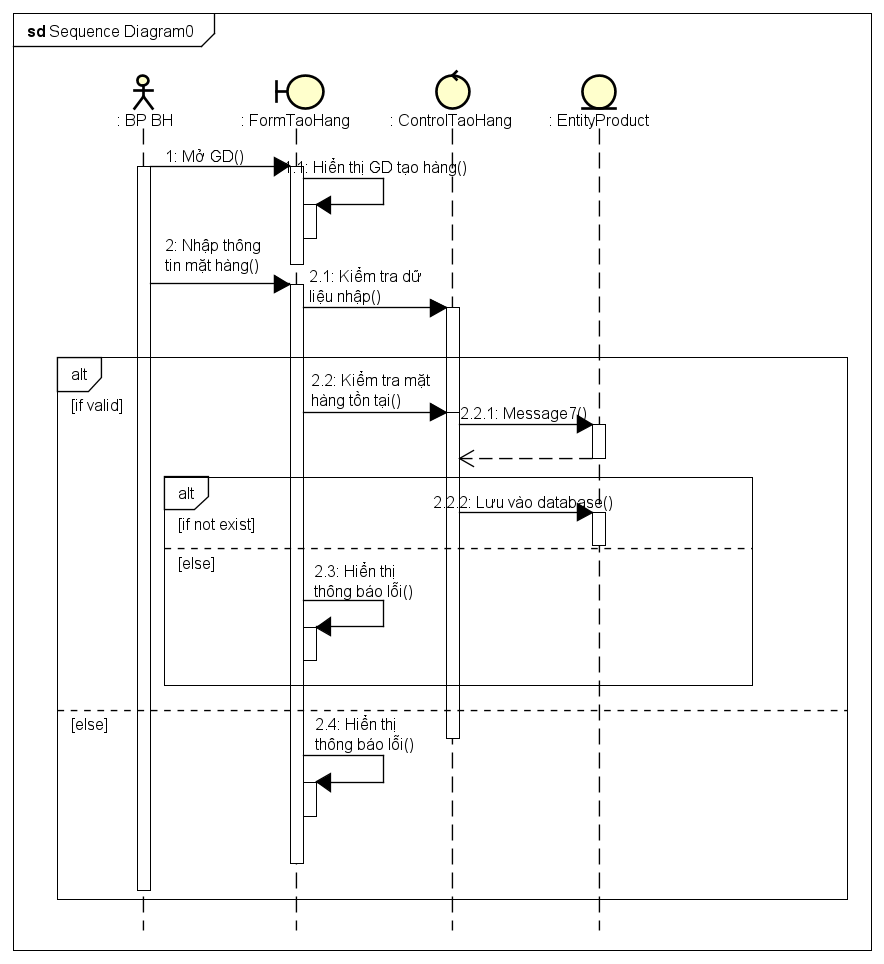 sd Sequence Diagram0
: BP BH
: FormTaoHang
: ControlTaoHang
: EntityProduct
1: Mở GD()
1.1: Hiển thị GD tạo hàng()
2: Nhập thông
tin mặt hàng()
2.1: Kiểm tra dữ
liệu nhập()
alt
[if valid]
2.2: Kiểm tra mặt
hàng tồn tại()
2.2.1: Message7()
alt
[if not exist]
2.2.2: Lưu vào database()
[else]
2.3: Hiển thị
thông báo lỗi()
[else]
2.4: Hiển thị
thông báo lỗi()